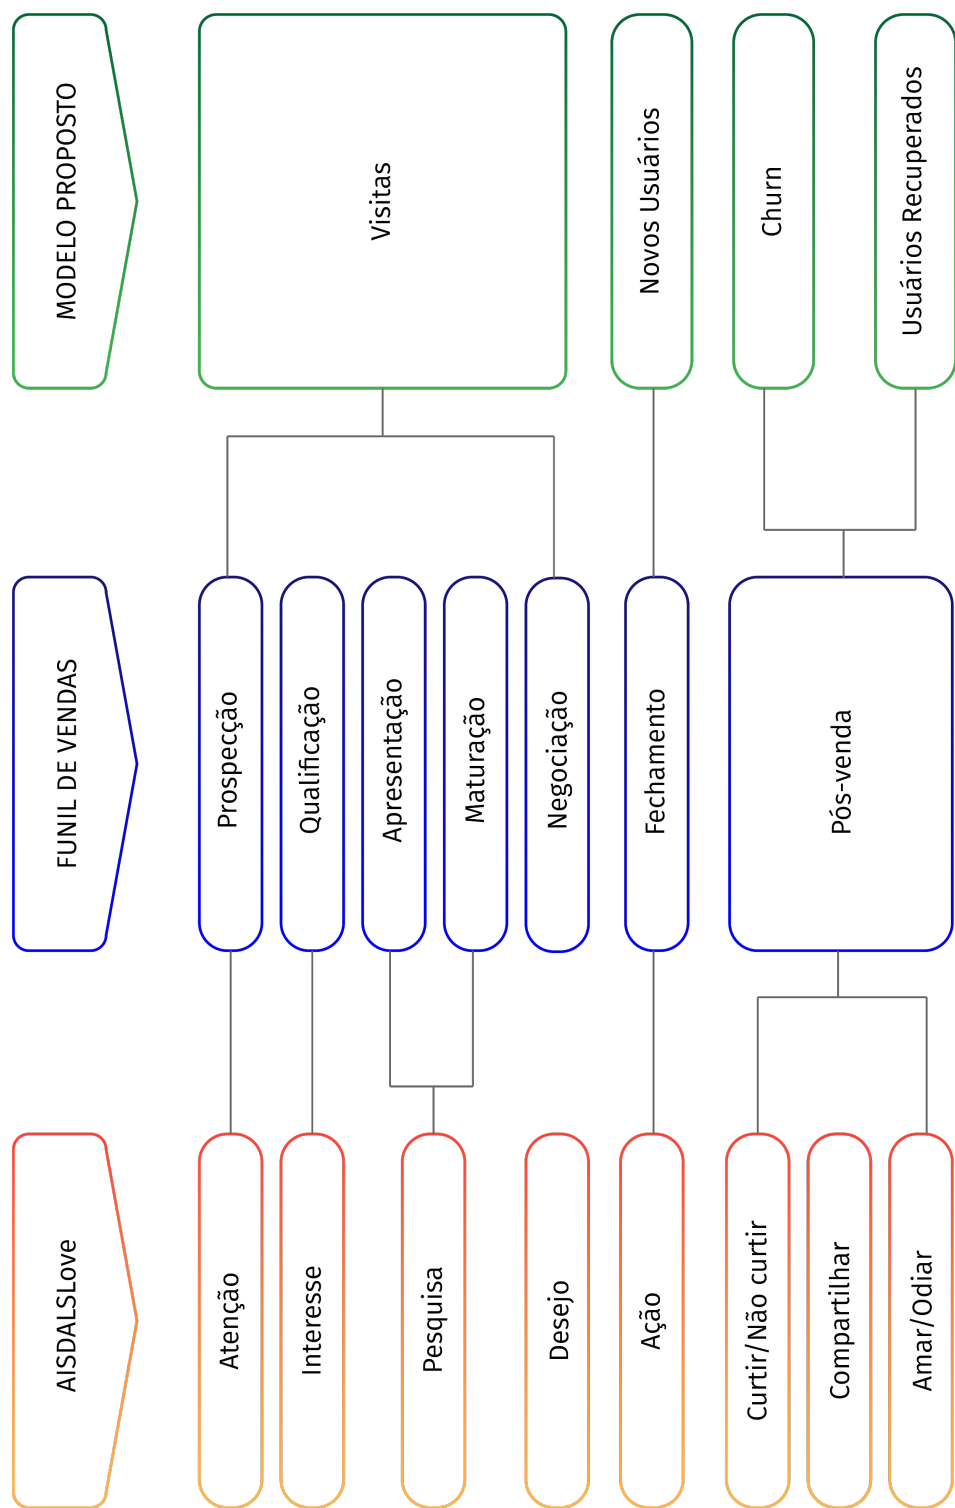 AISDALSLove
FUNIL DE VENDAS
MODELO PROPOSTO
Atenção
Interesse
Pesquisa
Desejo
Ação
Curtir/Não curtir
Compartilhar
Amar/Odiar
Prospecção
Qualificação
Apresentação
Maturação
Negociação
Fechamento
Pós-venda
Visitas
Novos Usuários
Churn
Usuários Recuperados